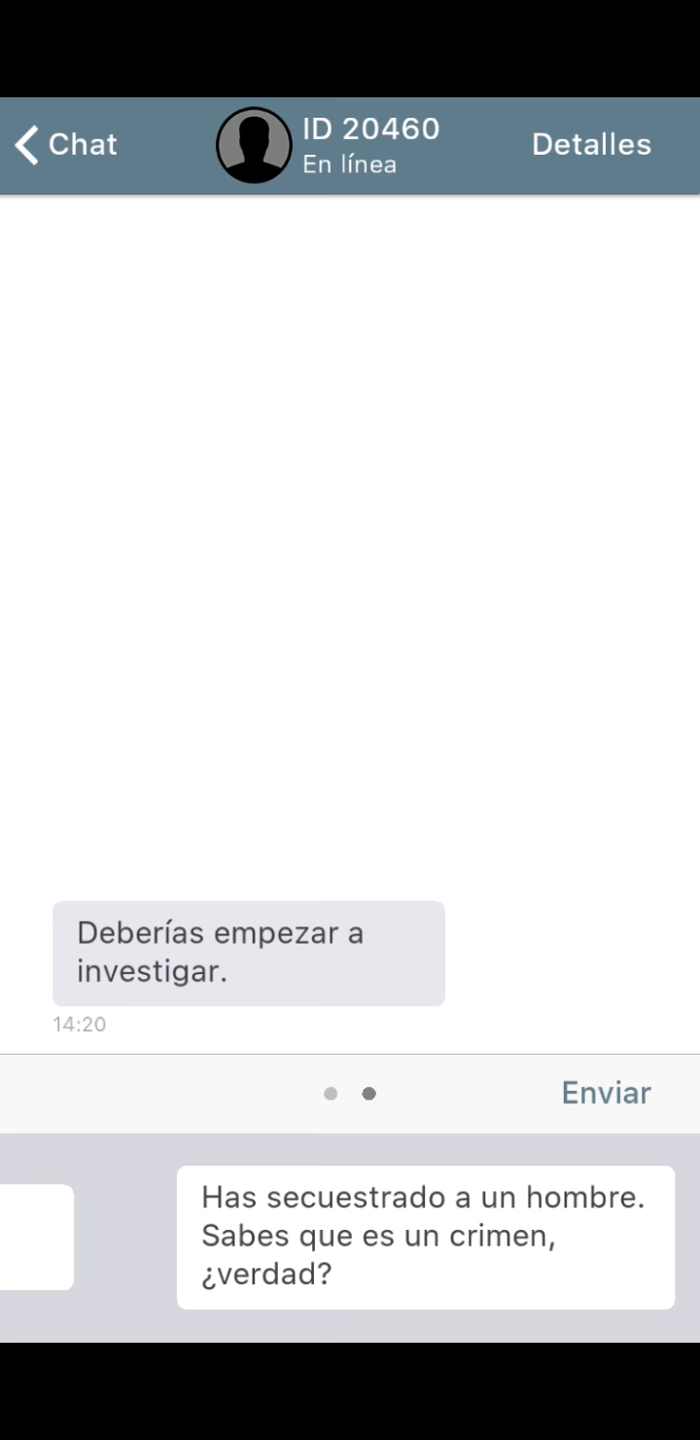 Chat
ID 20460
En línea
Detalles
Deberías empezar a
investigar.
14:20
Enviar
Has secuestrado a un hombre.
Sabes que es un crimen,
¿verdad?